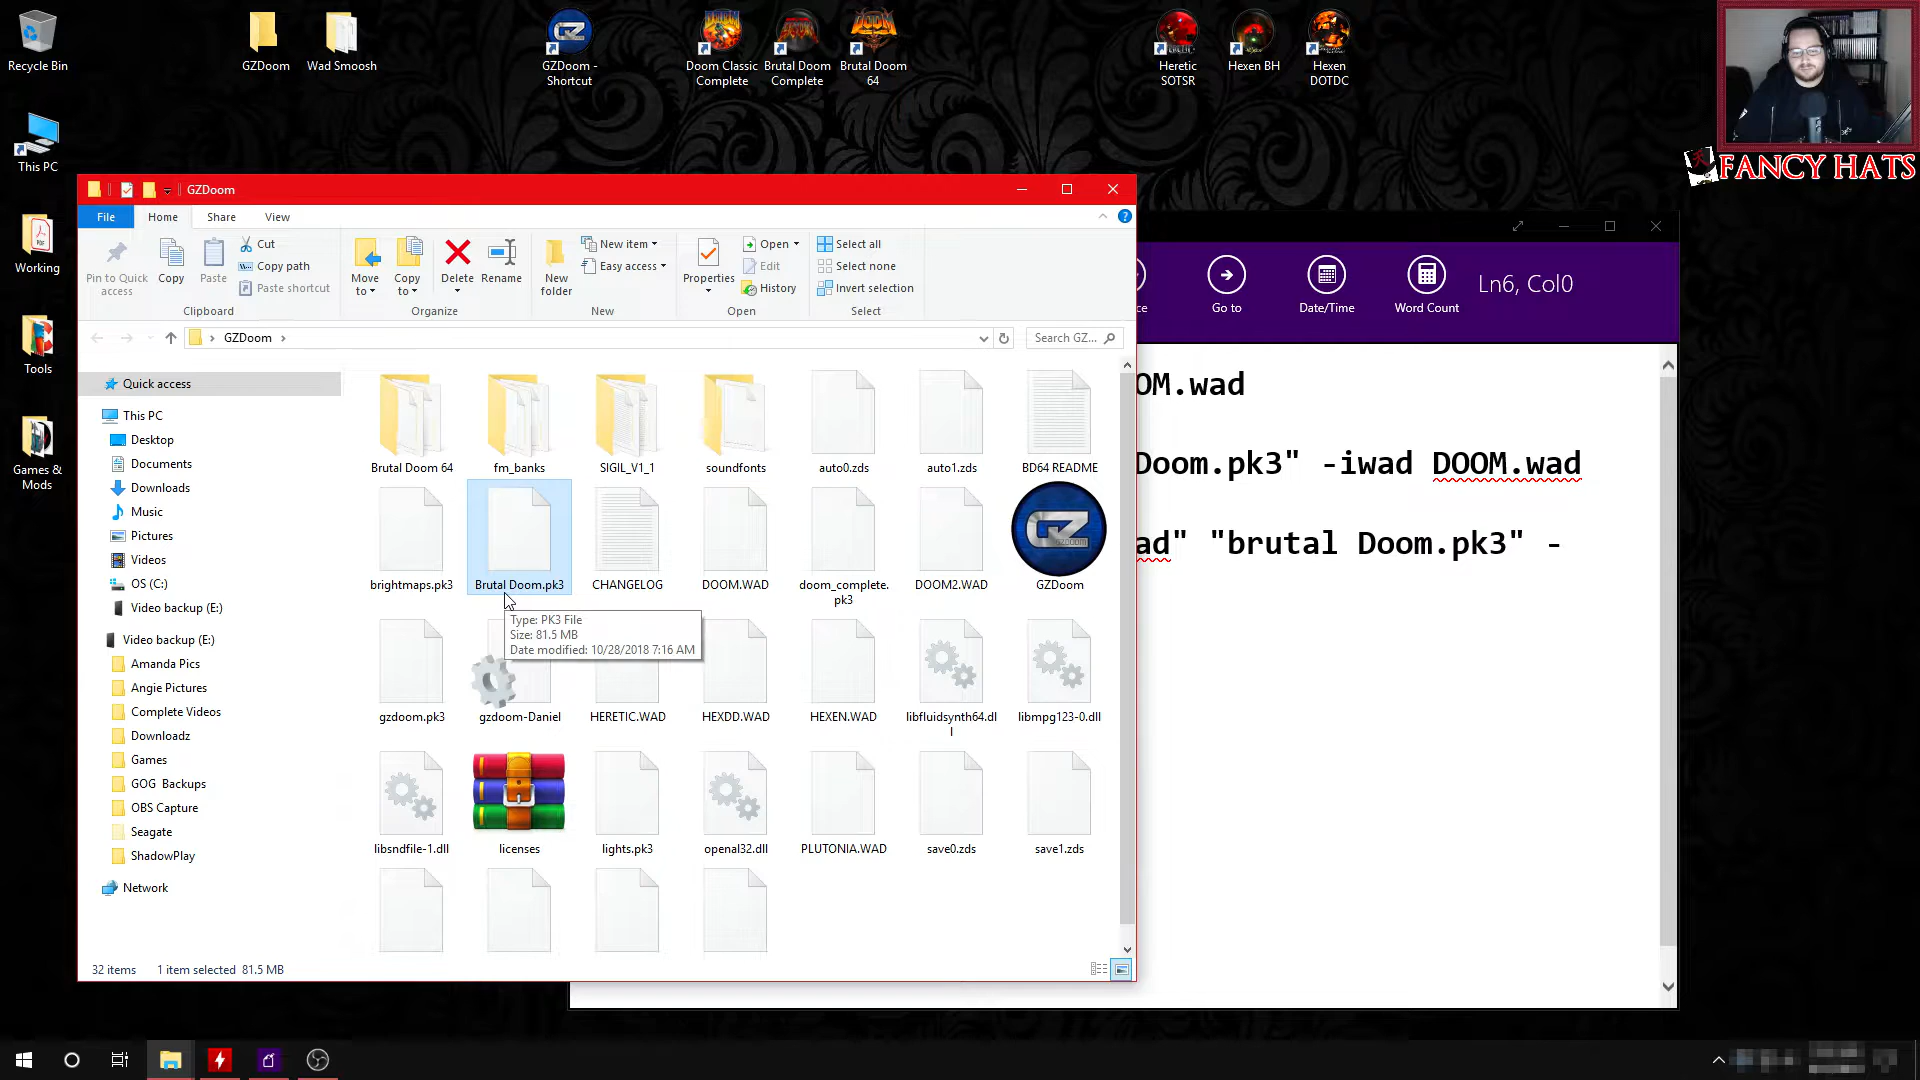 Recycle Bin
GZDoom
Wad Smoosh
GZDoom -
Shortcut
Doom Classic
Complete
Brutal Doom
Complete
Brutal Doom
64
Heretic
SOTSR
Hexen BH
Hexen
DOTDC
FANCY HATS
This PC
Working
Tools
Games &
Mods
GZDoom
File
Home
Share
View
Pin to Quick
access
Copy
Paste
Cut
Copy path
Paste shortcut
Move
to
Copy
to
Delete
Rename
New
folder
New item
Easy access
Properties
Open
Edit
History
Select all
Select none
Invert selection
Clipboard
Organize
New
Open
Select
GZDoom
Search GZ...
Quick access
This PC
Desktop
Documents
Downloads
Music
Pictures
Videos
OS (C:)
Video backup (E:)
Video backup (E:)
Amanda Pics
Angie Pictures
Complete Videos
Downloadz
Games
GOG Backups
OBS Capture
Seagate
ShadowPlay
Network
Brutal Doom 64
fm_banks
SIGIL_V1_1
soundfonts
auto0.zds
auto1.zds
BD64 README
brightmaps.pk3
Brutal Doom.pk3
CHANGELOG
DOOM.WAD
doom_complete.
pk3
DOOM2.WAD
GZDoom
Type: PK3 File
Size: 81.5 MB
Date modified: 10/28/2018 7:16 AM
gzdoom.pk3
gzdoom-Daniel
HERETIC.WAD
HEXDD.WAD
HEXEN.WAD
libfluidsynth64.dl
l
libmpg123-0.dll
libsndfile-1.dll
licenses
lights.pk3
openal32.dll
PLUTONIA.WAD
save0.zds
save1.zds
32 items
1 item selected 81.5 MB
ce
Go to
Date/Time
Word Count
Ln6, Col0
OM.wad
Doom.pk3" -iwad DOOM.wad
ad" "brutal Doom.pk3" -